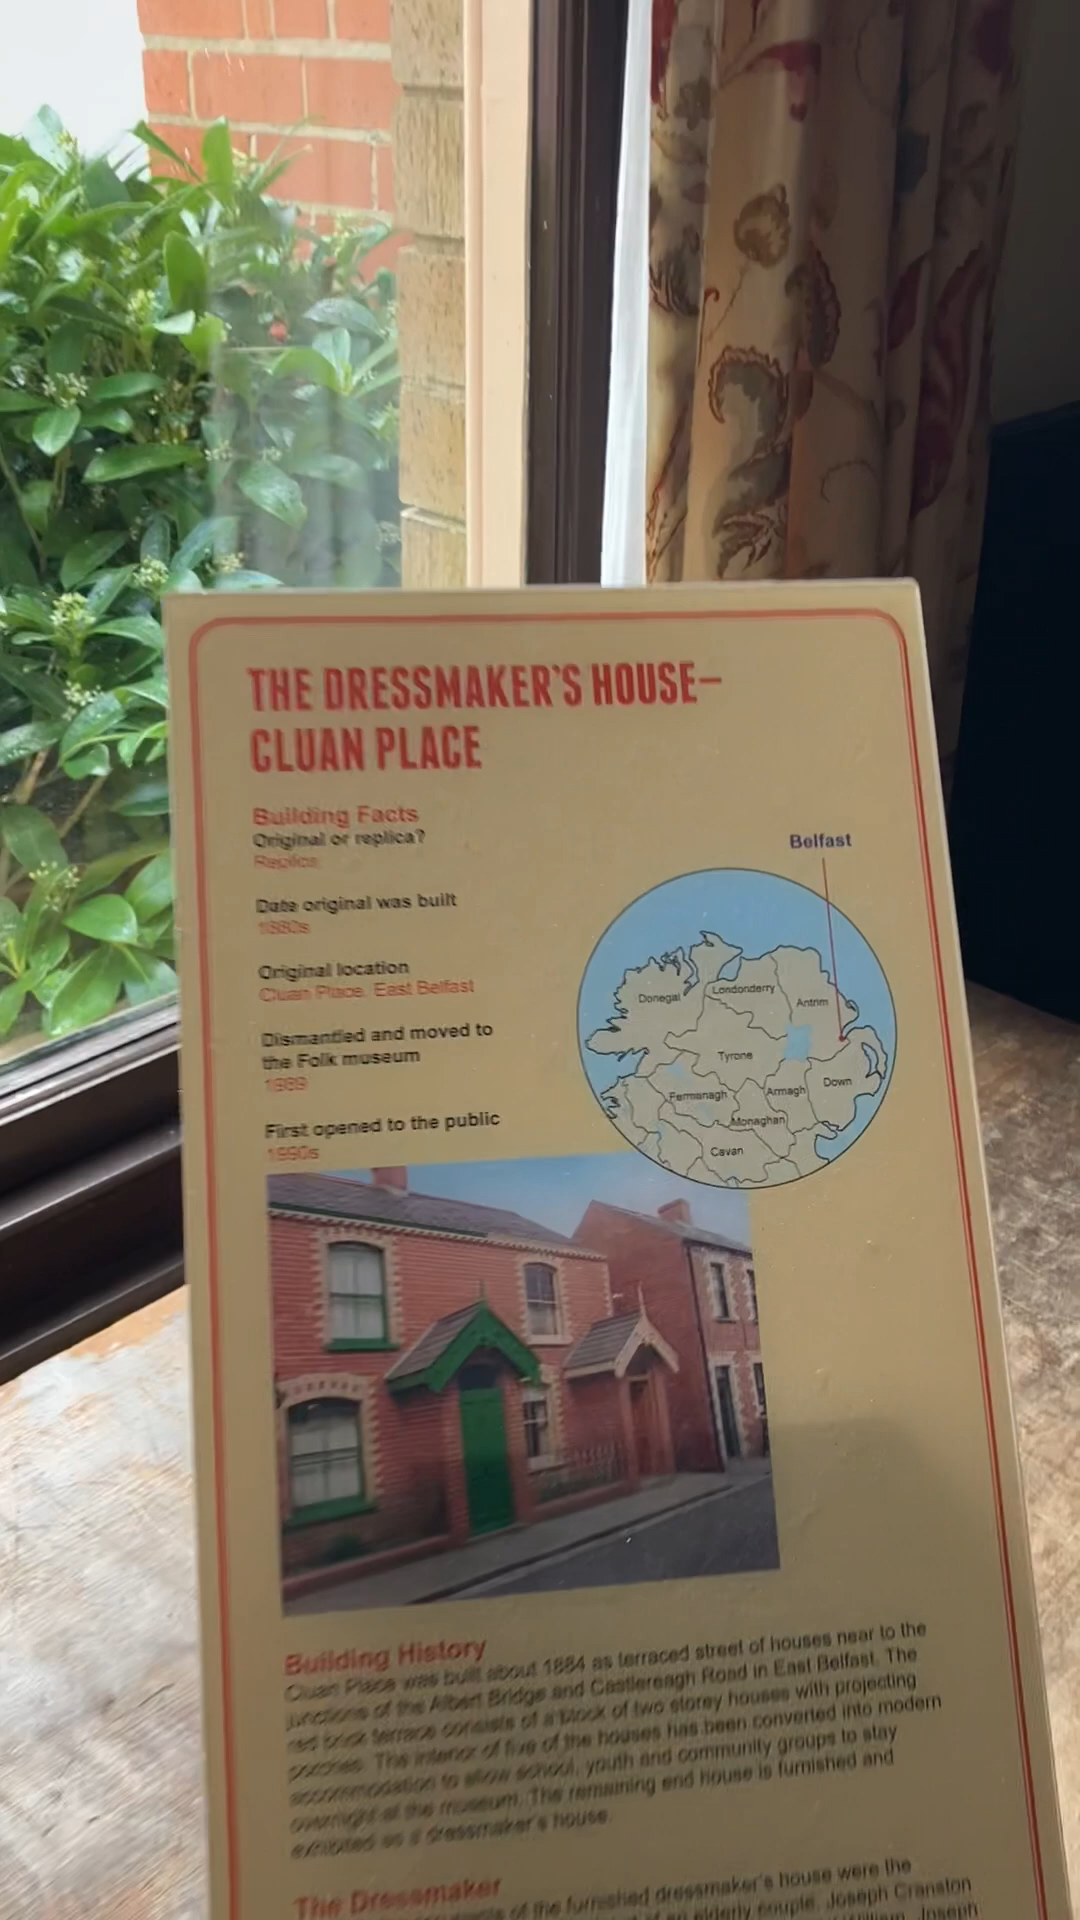 THE DRESSMAKER'S HOUSE–
CLUAN PLACE
Building Facts
Original or replica?
Replica
Date original was built
1880s
Original location
Cluan Place, East Belfast
Dismantled and moved to
the Folk museum
1989
First opened to the public
1990s
Belfast
Donegal
Londonderry
Antrim
Tyrone
Fermanagh
Armagh
Down
Monaghan
Cavan
Building History
Cluan Place was built about 1884 as terraced street of houses near to the
junctions of the Albert Bridge and Castlereagh Road in East Belfast. The
red brick terrace consists of a block of two storey houses with projecting
porches. The interior of five of the houses has been converted into modern
accommodation to allow school, youth and community groups to stay
overnight at the museum. The remaining end house is furnished and
exhibited as a dressmaker's house.
The Dressmaker
of the furnished dressmaker's house were the
of an elderly couple, Joseph Cranston
Joseph